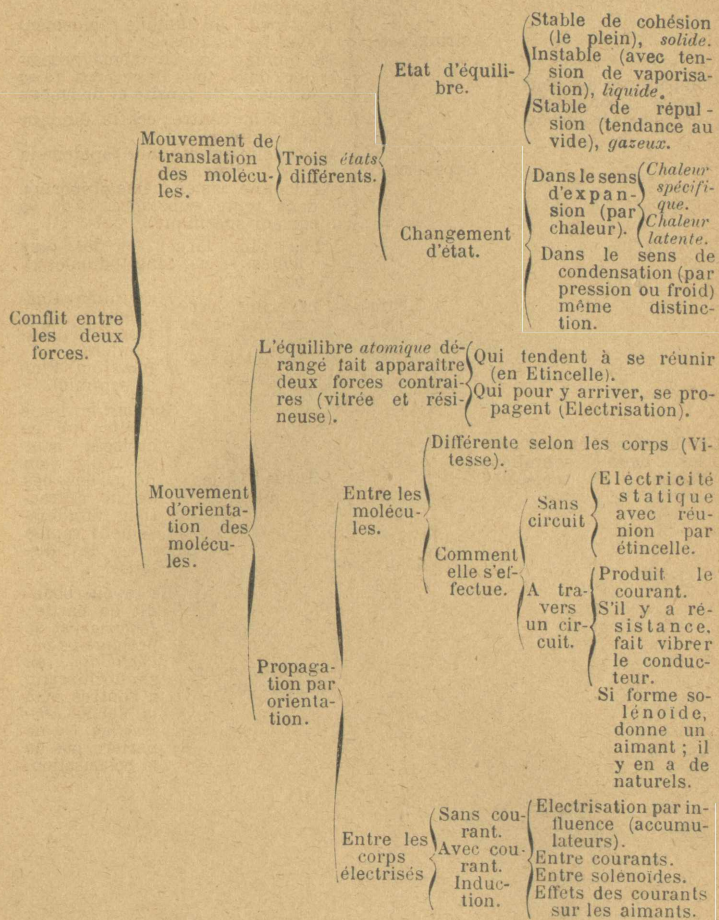 Conflit entre
les deux
forces.
Mouvement de
translation
des molécu-
les.
Trois états
différents.
Etat d'équili-
bre.
Stable de cohésion
(le plein), solide.
Instable (avec ten-
sion de vaporisa-
tion), liquide.
Stable de répul-
sion (tendance au
vide), gazeux.
Changement
d'état.
Dans le sens
d'expan-
sion (par
chaleur).
Chaleur
spécifi-
que.
Chaleur
latente.
Dans le sens de
condensation (par
pression ou froid)
même distinc-
tion.
Mouvement
d'orienta-
tion des
molécu-
les.
L'équilibre atomique dé-
rangé fait apparaître
deux forces contrai-
res (vitrée et rési-
neuse).
Qui tendent à se réunir
(en Etincelle).
Qui pour y arriver, se pro-
pagent (Electrisation).
Propaga-
tion par
orienta-
tion.
Entre les
molécu-
les.
Différente selon les corps (Vi-
tesse).
Comment
elle s'ef-
fectue.
Sans
circuit
Eléctricité
statique
avec réu-
nion par
étincelle.
A tra-
vers
un cir-
cuit.
Produit le
courant.
S'il y a ré-
sistance,
fait vibrer
le conduc-
teur.
Si forme so-
lénoïde,
donne un
aimant ; il
y en a de
naturels.
Entre les
corps
électrisés
Sans cou-
rant.
Avec cou-
rant.
Induc-
tion.
Electrisation par in-
fluence (accumu-
lateurs).
Entre courants.
Entre solénoïdes.
Effets des courants
sur les aimants.